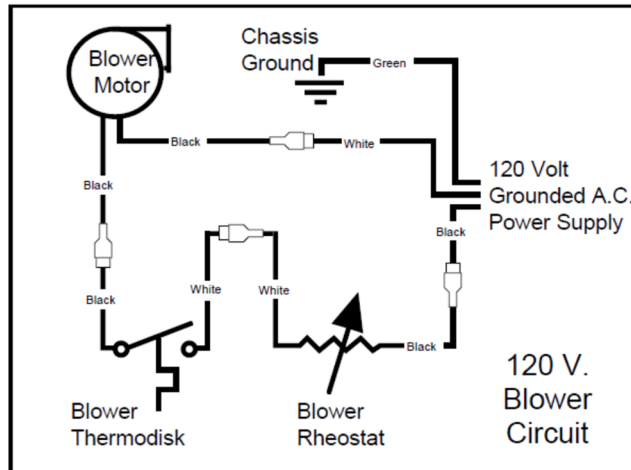 Blower
Motor
Chassis
Ground
Green
Black
White
120 Volt
Grounded A.C.
Power Supply
Black
Black
Black
White
White
Black
Blower
Thermodisk
Blower
Rheostat
120 V.
Blower
Circuit